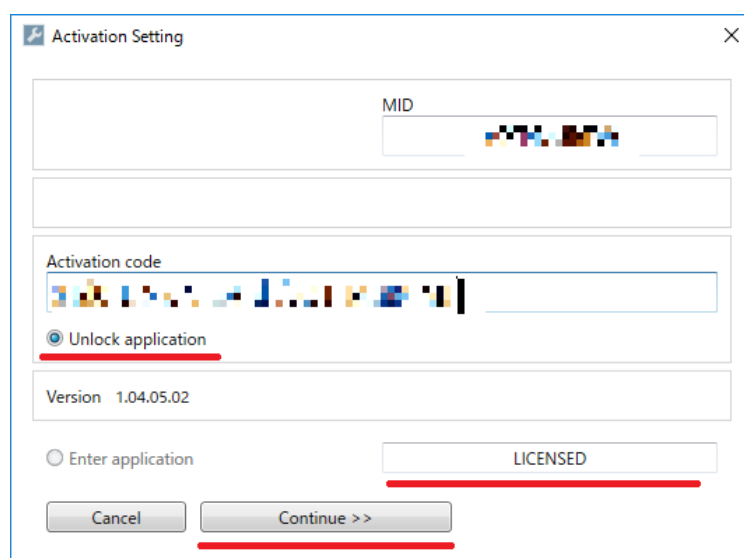 Activation Setting
MID
Activation code
Unlock application
Version 1.04.05.02
Enter application
LICENSED
Cancel
Continue >>